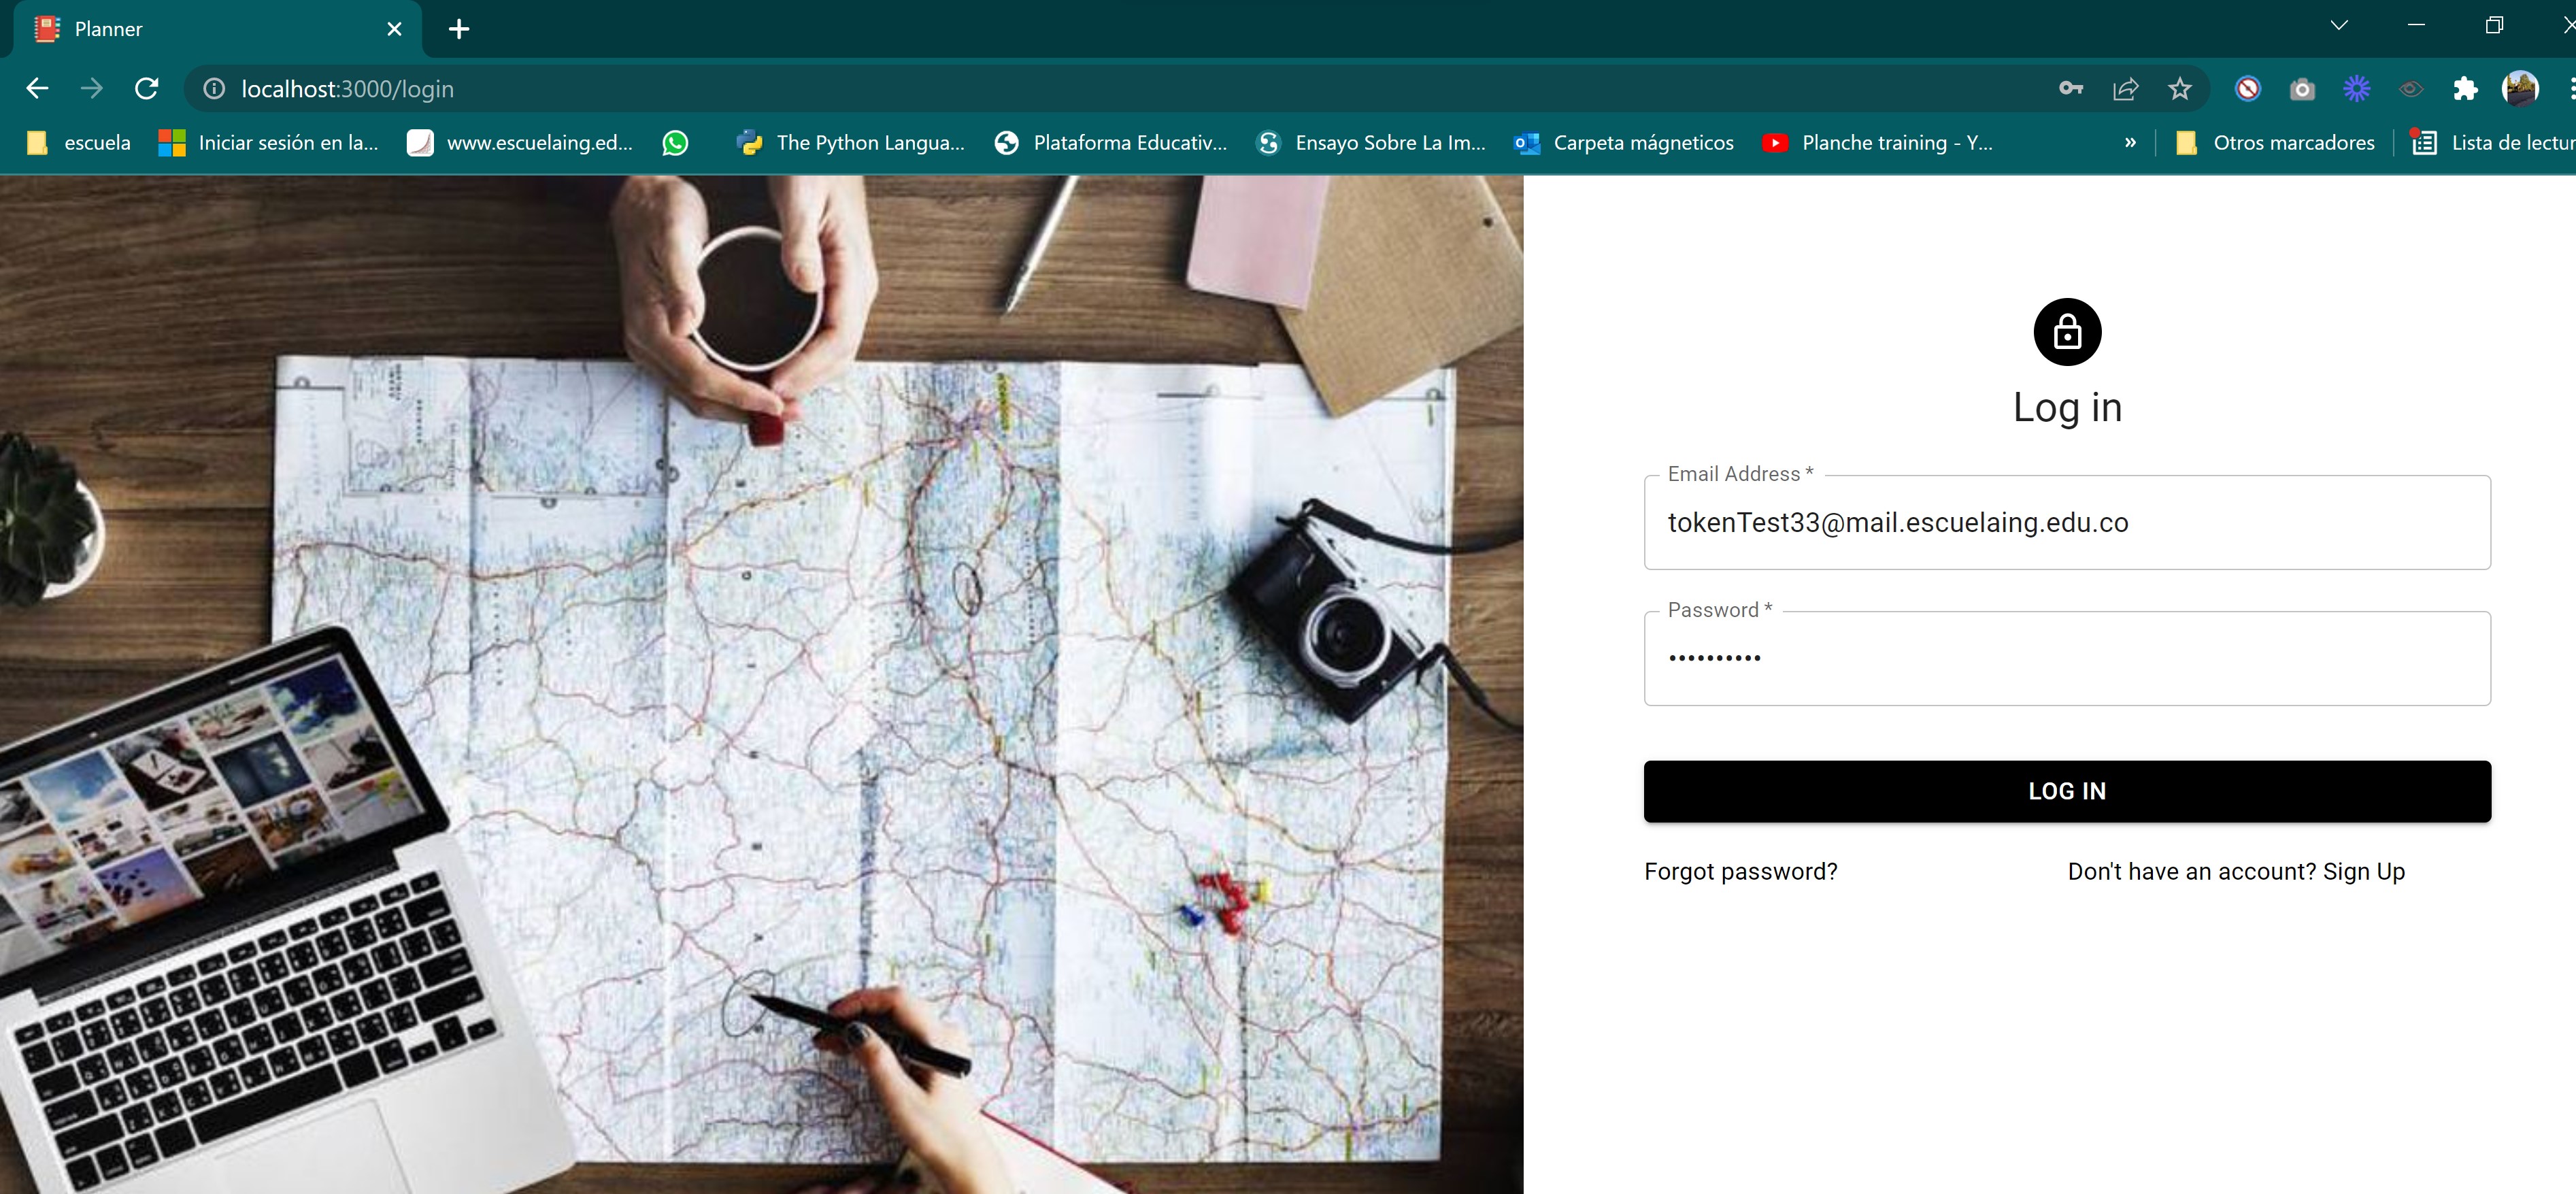 Planner
localhost:3000/login
escuela
Iniciar sesión en la...
www.escuelaing.ed...
The Python Langua...
Plataforma Educativ...
Ensayo Sobre La Im...
Carpeta mágneticos
Planche training - Y...
»
Otros marcadores
Lista de lectur
Log in
Email Address *
tokenTest33@mail.escuelaing.edu.co
Password *
••••••••••
LOG IN
Forgot password?
Don't have an account? Sign Up